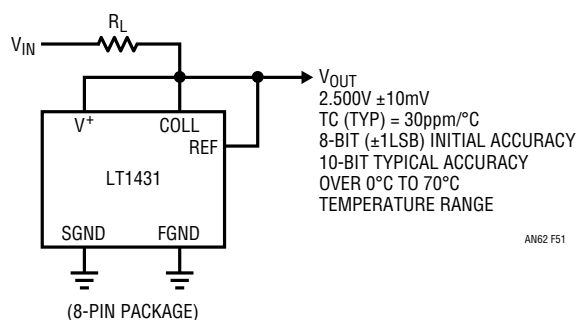 R_L
V_IN
V_OUT
2.500V ±10mV
TC (TYP) = 30ppm/°C
8-BIT (±1LSB) INITIAL ACCURACY
10-BIT TYPICAL ACCURACY
OVER 0°C TO 70°C
TEMPERATURE RANGE
V+ COLL
REF
LT1431
SGND FGND
AN62 F51
(8-PIN PACKAGE)